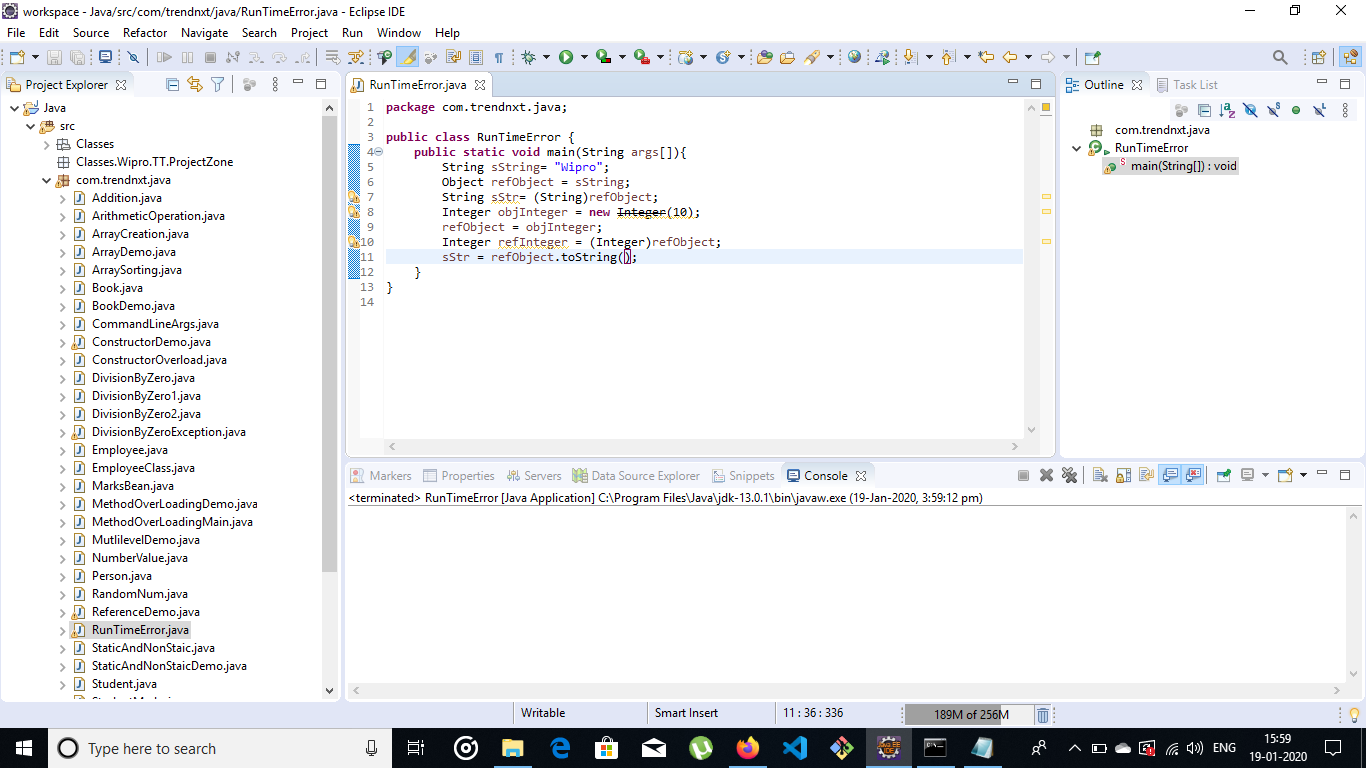 workspace - Java/src/com/trendnxt/java/RunTimeError.java - Eclipse IDE
File Edit Source Refactor Navigate Search Project Run Window Help
Project Explorer
Java
src
Classes
Classes.Wipro.TT.ProjectZone
com.trendnxt.java
Addition.java
ArithmeticOperation.java
ArrayCreation.java
ArrayDemo.java
ArraySorting.java
Book.java
BookDemo.java
CommandLineArgs.java
ConstructorDemo.java
ConstructorOverload.java
DivisionByZero.java
DivisionByZero1.java
DivisionByZero2.java
DivisionByZeroException.java
Employee.java
EmployeeClass.java
MarksBean.java
MethodOverLoadingDemo.java
MethodOverLoadingMain.java
MutlilevelDemo.java
NumberValue.java
Person.java
RandomNum.java
ReferenceDemo.java
RunTimeError.java
StaticAndNonStaic.java
StaticAndNonStaicDemo.java
Student.java
RunTimeError.java
1 package com.trendnxt.java;
2
3 public class RunTimeError {
4 public static void main(String args[]){
5 String sString= "Wipro";
6 Object refObject = sString;
7 String sStr= (String)refObject;
8 Integer objInteger = new Integer(10);
9 refObject = objInteger;
10 Integer refInteger = (Integer)refObject;
11 sStr = refObject.toString();
12 }
13 }
14
Outline Task List
com.trendnxt.java
RunTimeError
main(String[]) : void
Markers Properties Servers Data Source Explorer Snippets Console
<terminated> RunTimeError [Java Application] C:\Program Files\Java\jdk-13.0.1\bin\javaw.exe (19-Jan-2020, 3:59:12 pm)
Writable Smart Insert 11 : 36 : 336 189M of 256M
Type here to search
ENG
15:59
19-01-2020